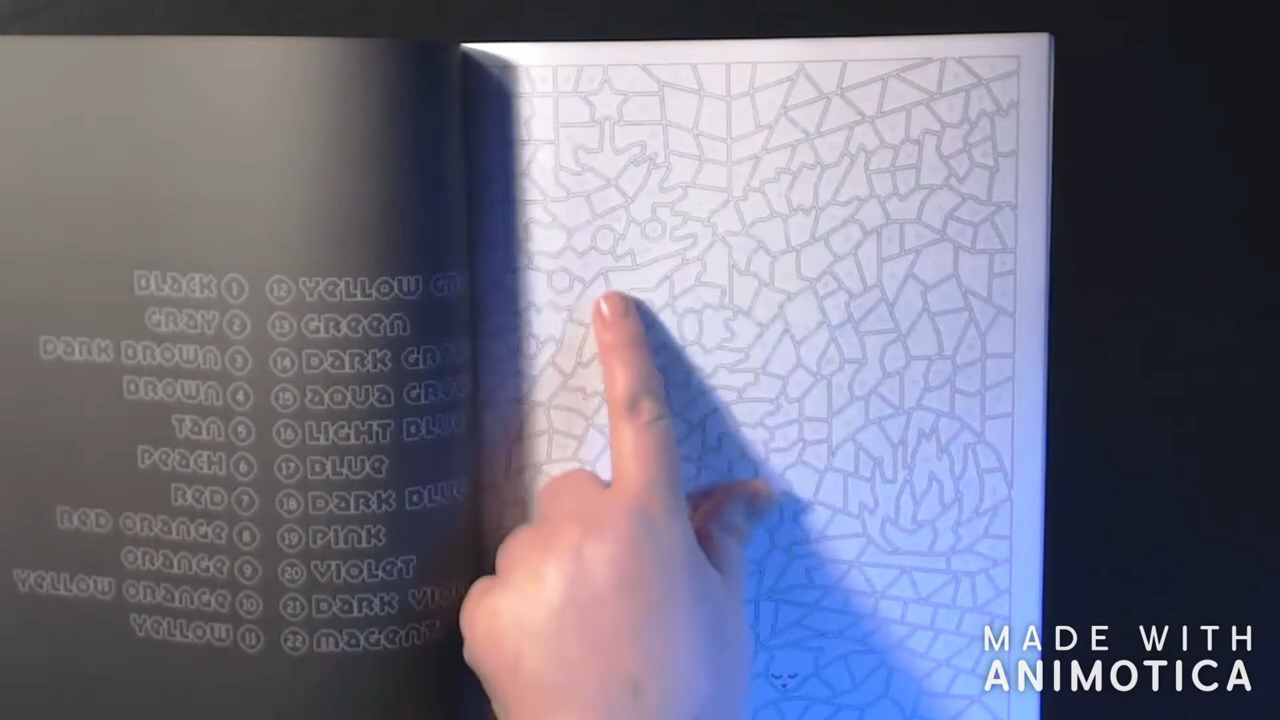 BLACK 1 12 YELLOW
GRAY 2 13 GREEN
DARK BROWN 3 14 DARK
BROWN 4 15 AQUA
TAN 5 16 LIGHT BLUE
PEACH 6 17 BLUE
RED 7 18 DARK BLUE
RED ORANGE 8 19 PINK
ORANGE 9 20 VIOLET
YELLOW ORANGE 10 21 DARK
YELLOW 11 22 MAGENT
MADE WITH
ANIMOTICA